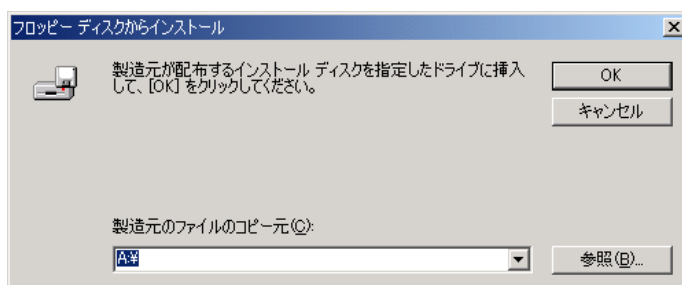 フロッピー ディスクからインストール
製造元が配布するインストール ディスクを指定したドライブに挿入
して、[OK] をクリックしてください。
OK
キャンセル
製造元のファイルのコピー元(C):
A:¥
参照(B)...